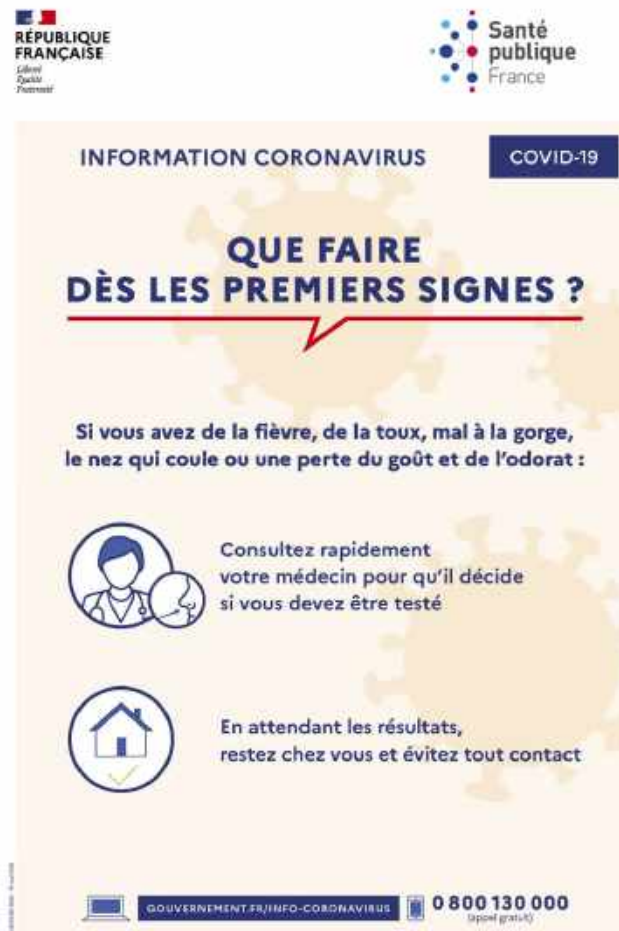 RÉPUBLIQUE
FRANÇAISE
Liberté
Égalité
Fraternité
Santé
publique
France
INFORMATION CORONAVIRUS
COVID-19
QUE FAIRE
DÈS LES PREMIERS SIGNES ?
Si vous avez de la fièvre, de la toux, mal à la gorge,
le nez qui coule ou une perte du goût et de l'odorat :
Consultez rapidement
votre médecin pour qu'il décide
si vous devez être testé
En attendant les résultats,
restez chez vous et évitez tout contact
GOUVERNEMENT.FR/INFO-CORONAVIRUS
0 800 130 000
(appel gratuit)